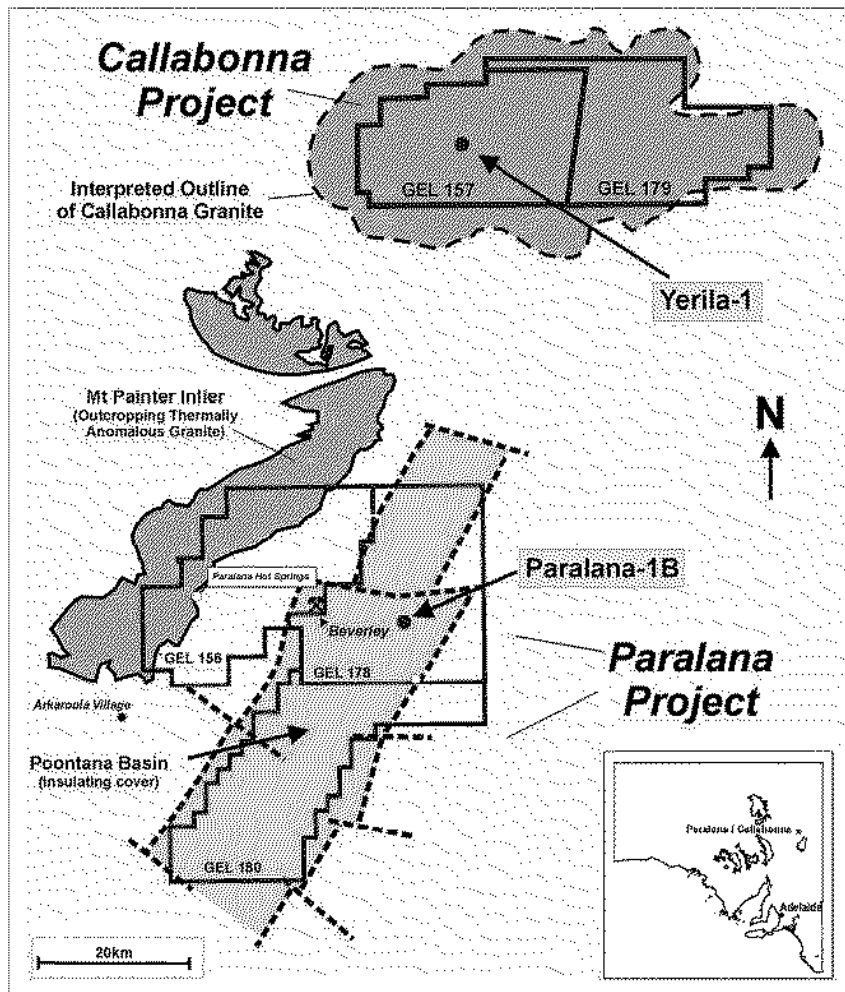 Callabonna
Project
Interpreted Outline
of Callabonna Granite
GEL 157
GEL 179
Yerila-1
Mt Painter Inlier
(Outcropping Thermally
Anomalous Granite)
N
Paralana Hot Springs
Paralana-1B
Beverley
GEL 156
GEL 178
Paralana
Project
Arkaroula Village
Poontana Basin
(Insulating cover)
GEL 180
Paralana / Callabonna
Adelaide
20km